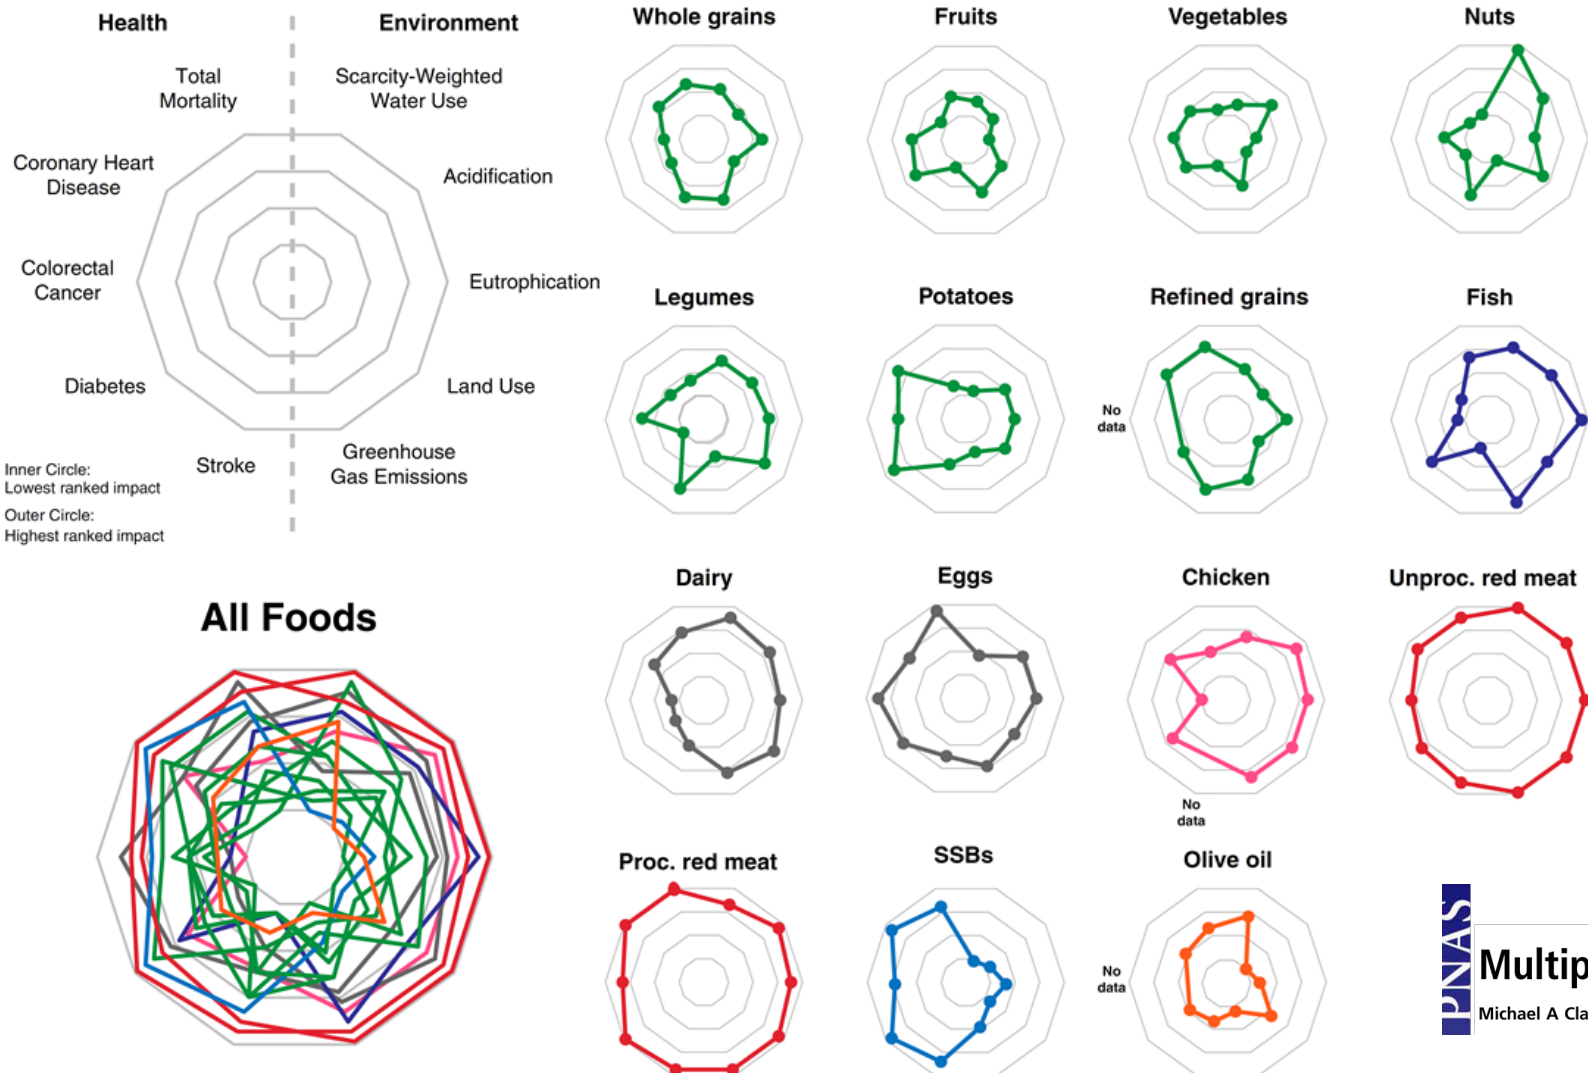 Health
Environment
Total
Mortality
Scarcity-Weighted
Water Use
Coronary Heart
Disease
Acidification
Colorectal
Cancer
Eutrophication
Diabetes
Land Use
Stroke
Greenhouse
Gas Emissions
Inner Circle:
Lowest ranked impact
Outer Circle:
Highest ranked impact
All Foods
Whole grains
Fruits
Vegetables
Nuts
Legumes
Potatoes
Refined grains
Fish
No
data
Dairy
Eggs
Chicken
Unproc. red meat
No
data
Proc. red meat
SSBs
Olive oil
No
data
PNAS
Multip
Michael A Cla